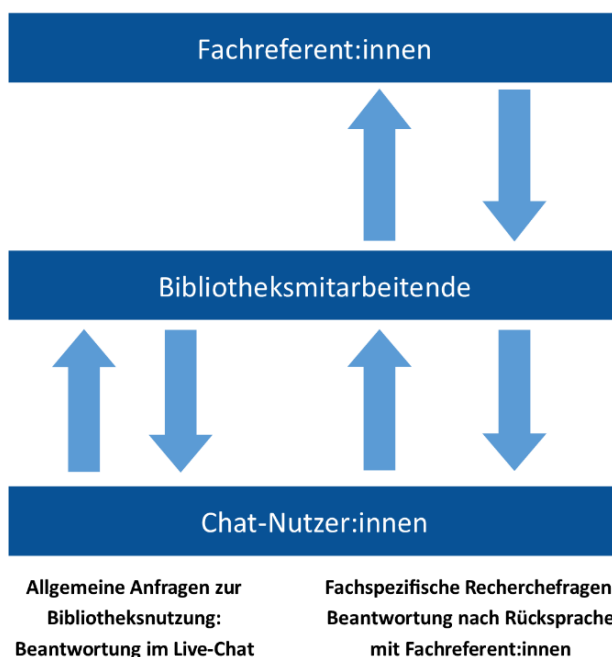 Fachreferent:innen
Bibliotheksmitarbeitende
Chat-Nutzer:innen
Allgemeine Anfragen zur
Bibliotheksnutzung:
Beantwortung im Live-Chat
Fachspezifische Recherchefragen
Beantwortung nach Rücksprache
mit Fachreferent:innen